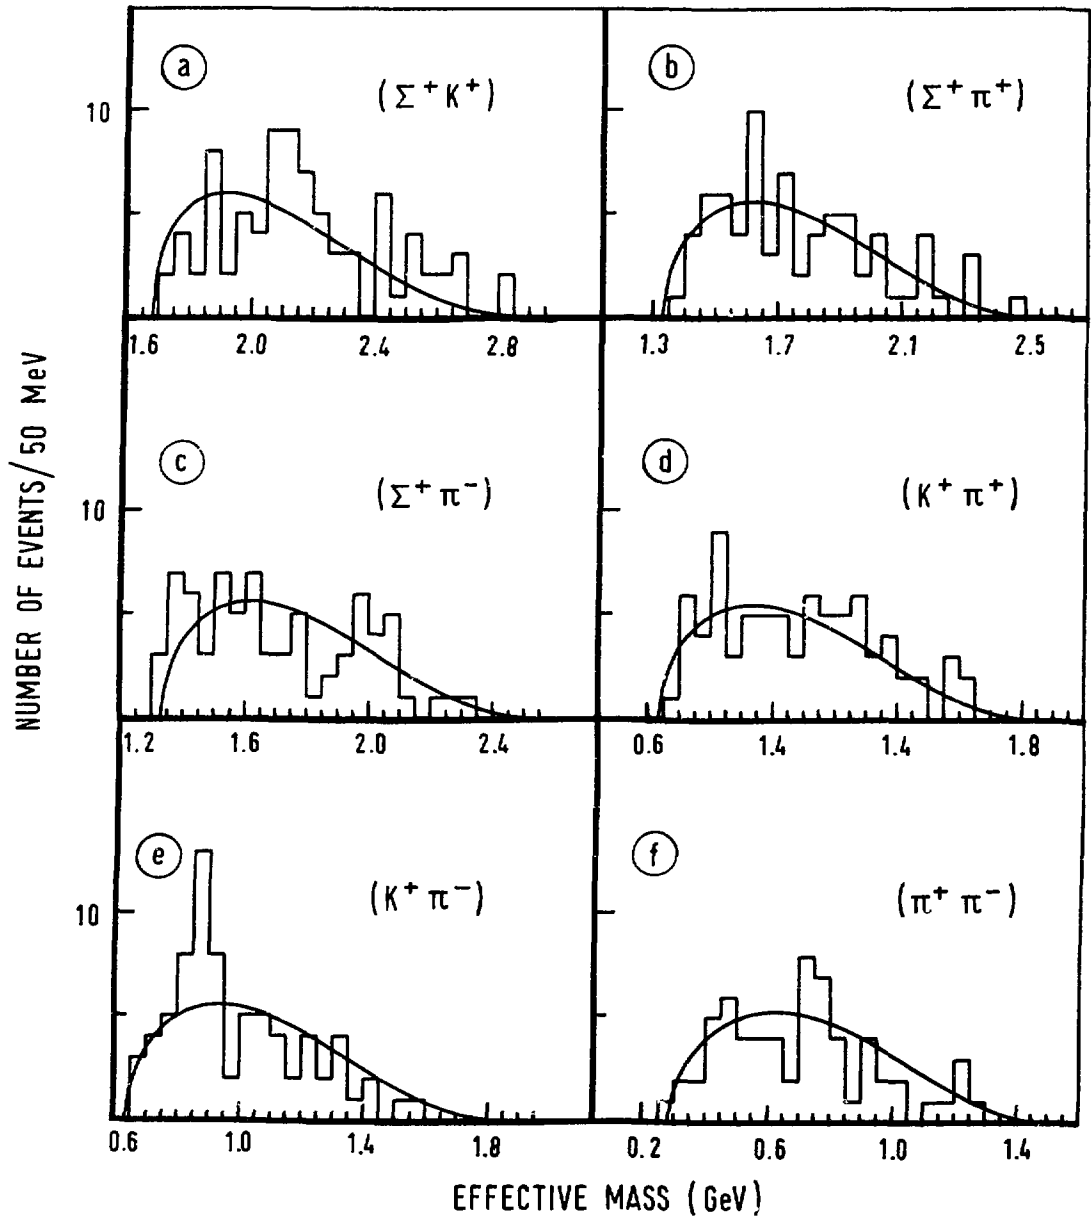 NUMBER OF EVENTS/50 MeV
a
(Σ⁺ K⁺)
10
1.6 2.0 2.4 2.8
b
(Σ⁺ π⁺)
1.3 1.7 2.1 2.5
c
(Σ⁺ π⁻)
10
1.2 1.6 2.0 2.4
d
(K⁺ π⁺)
0.6 1.4 1.4 1.8
e
(K⁺ π⁻)
10
0.6 1.0 1.4 1.8
f
(π⁺ π⁻)
0.2 0.6 1.0 1.4
EFFECTIVE MASS (GeV)